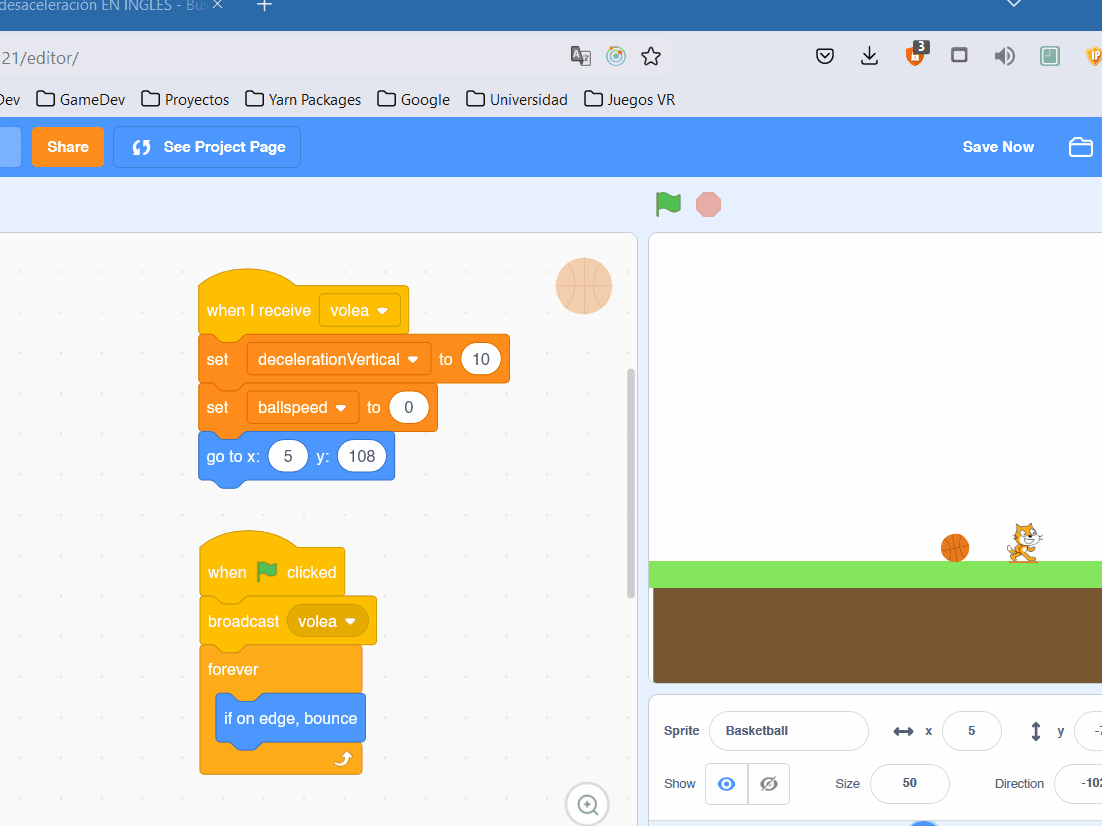 desaceleración EN INGLES - Bus
3
21/editor/
Dev GameDev Proyectos Yarn Packages Google Universidad Juegos VR
Share See Project Page Save Now
when I receive volea
set decelerationVertical to 10
set ballspeed to 0
go to x: 5 y: 108
when clicked
broadcast volea
forever
if on edge, bounce
Sprite Basketball x 5 y -7
Show Size 50 Direction -102
IP